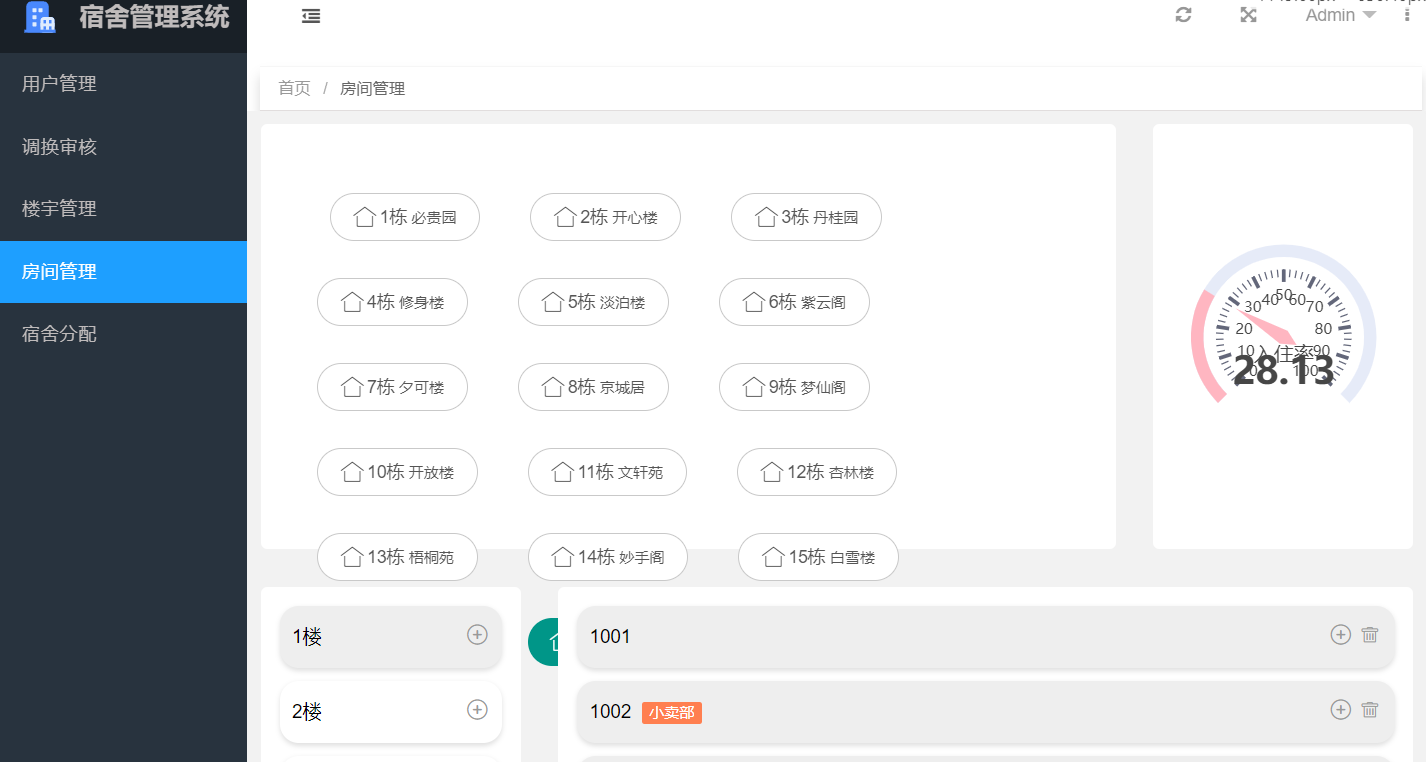 宿舍管理系统
Admin
用户管理
调换审核
楼宇管理
房间管理
宿舍分配
首页 / 房间管理
1栋 必贵园
2栋 开心楼
3栋 丹桂园
4栋 修身楼
5栋 淡泊楼
6栋 紫云阁
7栋 夕可楼
8栋 京城居
9栋 梦仙阁
10栋 开放楼
11栋 文轩苑
12栋 杏林楼
13栋 梧桐苑
14栋 妙手阁
15栋 白雪楼
0
10
20
30
40
50
60
70
80
90
100
入住率
28.13
1楼
2楼
1001
1002 小卖部